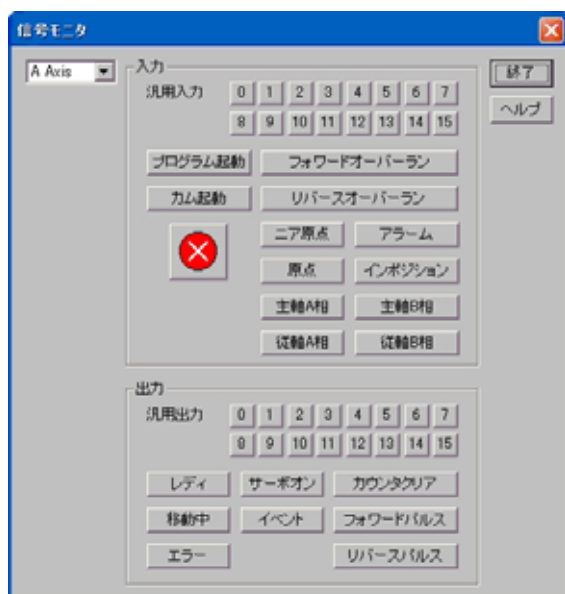 信号モニタ
A Axis
終了
ヘルプ
入力
汎用入力 0 1 2 3 4 5 6 7
8 9 10 11 12 13 14 15
プログラム起動 フォワードオーバーラン
カム起動 リバースオーバーラン
ニア原点 アラーム
原点 インポジション
主軸A相 主軸B相
従軸A相 従軸B相
出力
汎用出力 0 1 2 3 4 5 6 7
8 9 10 11 12 13 14 15
レディ サーボオン カウンタクリア
移動中 イベント フォワードパルス
エラー リバースパルス